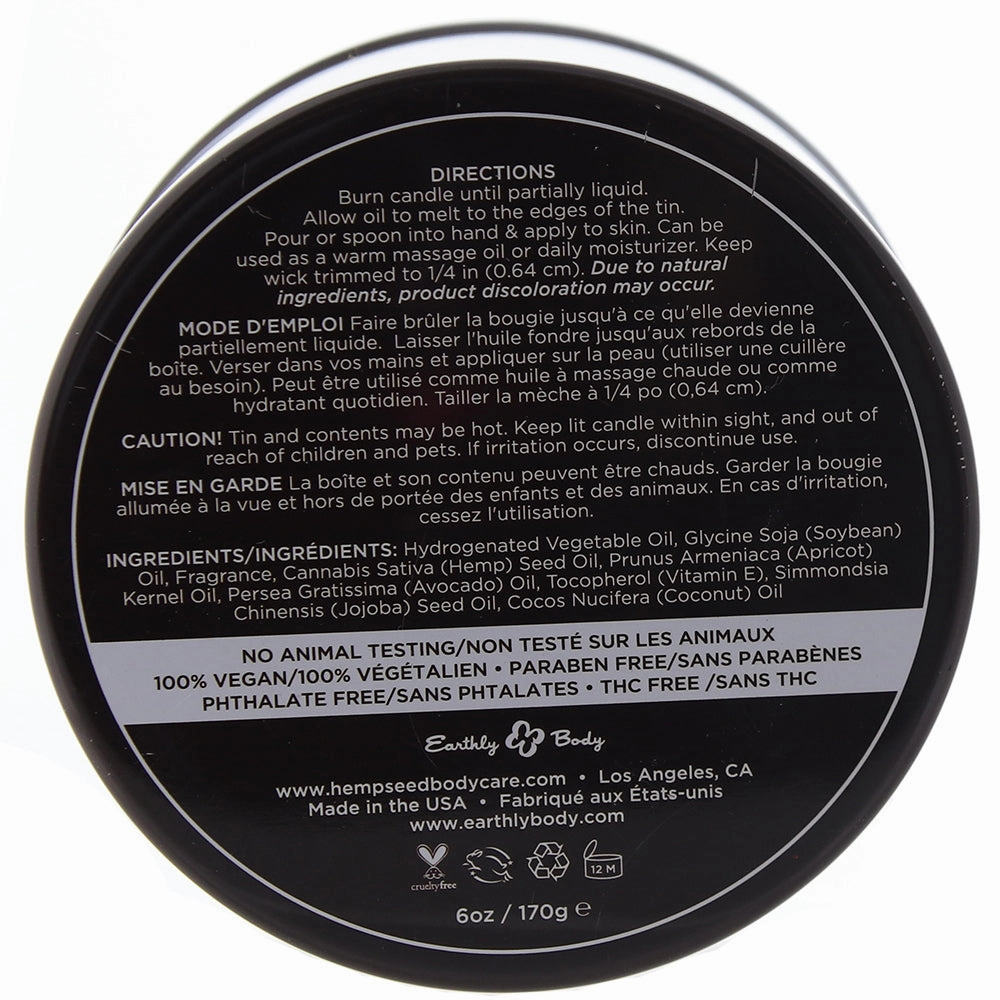 DIRECTIONS
Burn candle until partially liquid.
Allow oil to melt to the edges of the tin.
Pour or spoon into hand & apply to skin. Can be
used as a warm massage oil or daily moisturizer. Keep
wick trimmed to 1/4 in (0.64 cm). Due to natural
ingredients, product discoloration may occur.
MODE D'EMPLOI Faire brûler la bougie jusqu'à ce qu'elle devienne
partiellement liquide. Laisser l'huile fondre jusqu'aux rebords de la
boîte. Verser dans vos mains et appliquer sur la peau (utiliser une cuillère
au besoin). Peut être utilisé comme huile à massage chaude ou comme
hydratant quotidien. Tailler la mèche à 1/4 po (0,64 cm).
CAUTION! Tin and contents may be hot. Keep lit candle within sight, and out of
reach of children and pets. If irritation occurs, discontinue use.
MISE EN GARDE La boîte et son contenu peuvent être chauds. Garder la bougie
allumée à la vue et hors de portée des enfants et des animaux. En cas d'irritation,
cessez l'utilisation.
INGREDIENTS/INGRÉDIENTS: Hydrogenated Vegetable Oil, Glycine Soja (Soybean)
Oil, Fragrance, Cannabis Sativa (Hemp) Seed Oil, Prunus Armeniaca (Apricot)
Kernel Oil, Persea Gratissima (Avocado) Oil, Tocopherol (Vitamin E), Simmondsia
Chinensis (Jojoba) Seed Oil, Cocos Nucifera (Coconut) Oil
NO ANIMAL TESTING/NON TESTÉ SUR LES ANIMAUX
100% VEGAN/100% VÉGÉTALIEN • PARABEN FREE/SANS PARABÈNES
PHTHALATE FREE/SANS PHTALATES • THC FREE /SANS THC
Earthly Body
www.hempseedbodycare.com • Los Angeles, CA
Made in the USA • Fabriqué aux États-unis
www.earthlybody.com
crueltyfree
12 M
6oz / 170g e